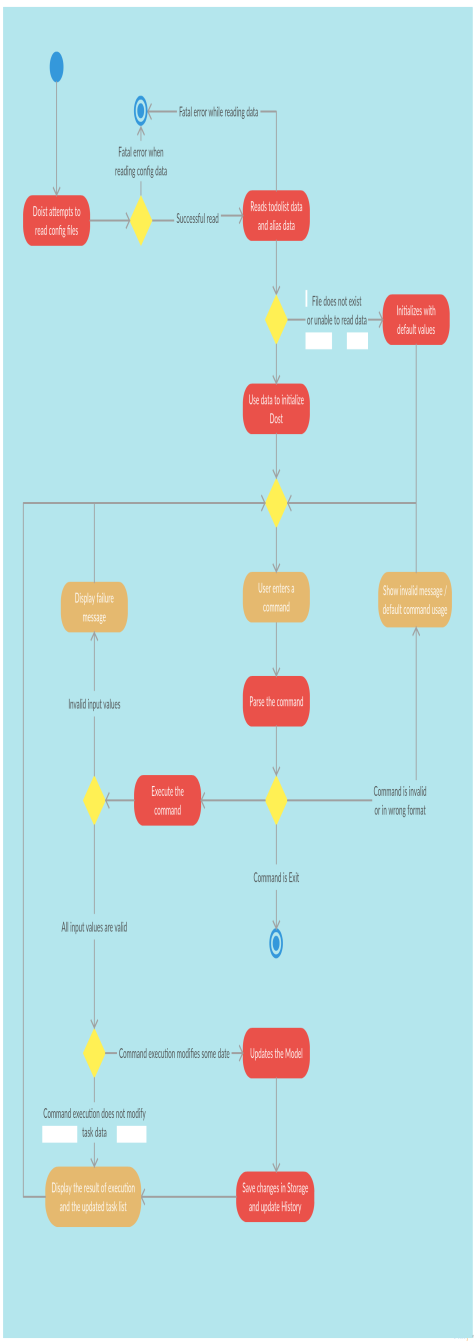 Fatal error while reading data
Fatal error when
reading config data
Doist attempts to
read config files
Successful read
Reads todolist data
and alias data
File does not exist
or unable to read data
Initializes with
default values
Use data to initialize
Dost
Display failure
message
User enters a
command
Show invalid message /
default command usage
Invalid input values
Parse the command
Execute the
command
Command is invalid
or in wrong format
Command is Exit
All input values are valid
Command execution modifies some date
Updates the Model
Command execution does not modify
task data
Display the result of execution
and the updated task list
Save changes in Storage
and update History